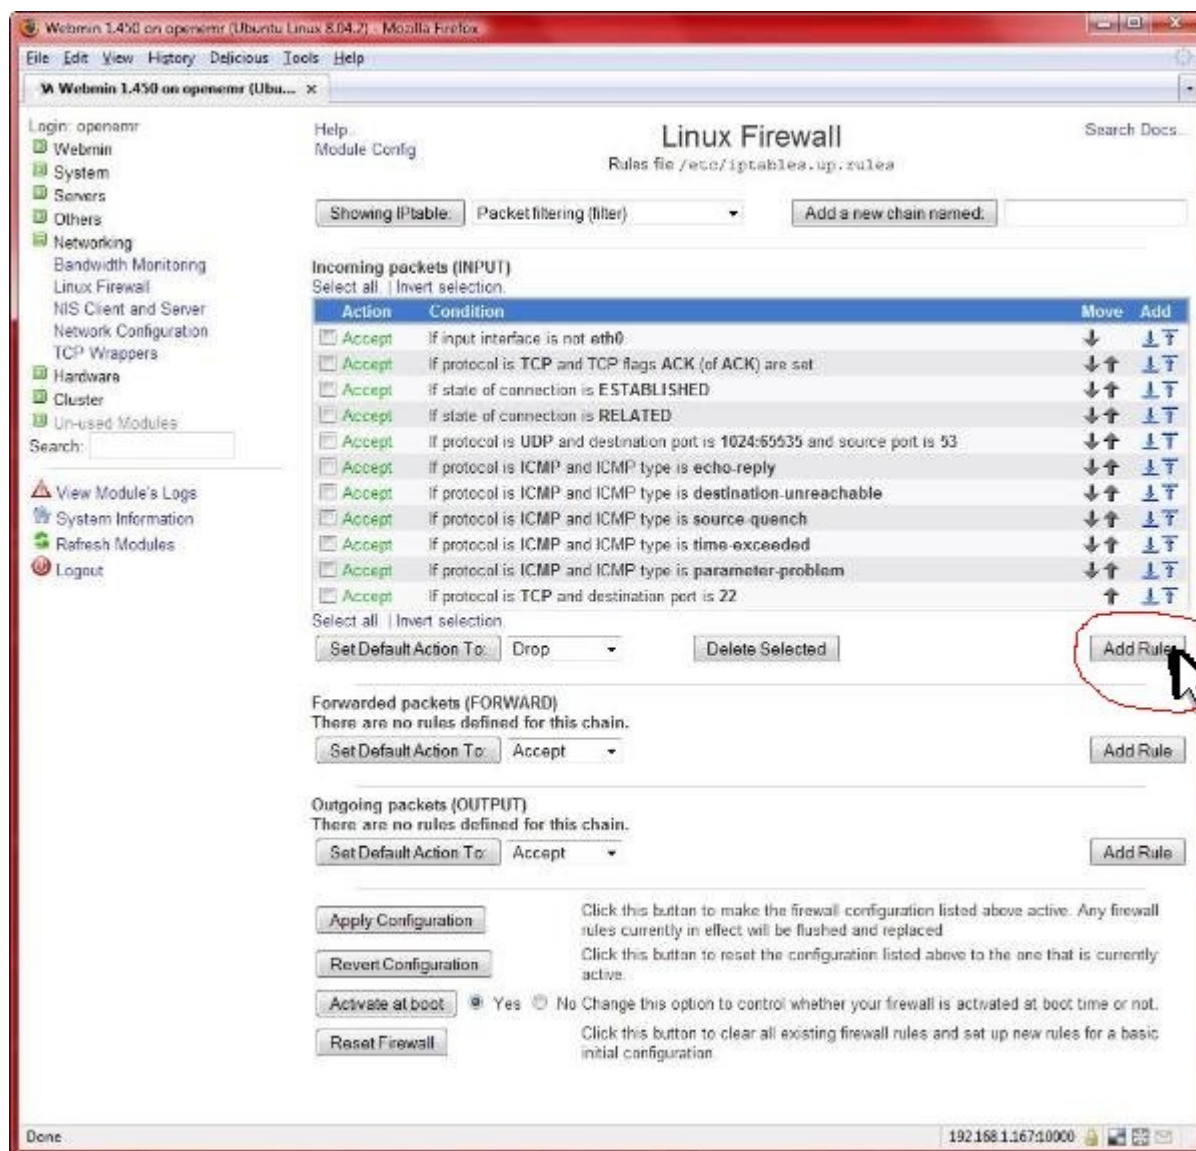 Webmin 1.450 on openemr (Ubuntu Linux 8.04.2) - Mozilla Firefox
File Edit View History Delicious Tools Help
Webmin 1.450 on openemr (Ubu...
Login: openemr
Webmin
System
Servers
Others
Networking
Bandwidth Monitoring
Linux Firewall
NIS Client and Server
Network Configuration
TCP Wrappers
Hardware
Cluster
Un-used Modules
Search:
View Module's Logs
System Information
Refresh Modules
Logout
Help..
Module Config
Linux Firewall
Rules file /etc/iptables.up.rules
Search Docs..
Showing IPtable: Packet filtering (filter) Add a new chain named:
Incoming packets (INPUT)
Select all. | Invert selection.
Action Condition Move Add
Accept If input interface is not eth0
Accept If protocol is TCP and TCP flags ACK (of ACK) are set
Accept If state of connection is ESTABLISHED
Accept If state of connection is RELATED
Accept If protocol is UDP and destination port is 1024:65535 and source port is 53
Accept If protocol is ICMP and ICMP type is echo-reply
Accept If protocol is ICMP and ICMP type is destination-unreachable
Accept If protocol is ICMP and ICMP type is source-quench
Accept If protocol is ICMP and ICMP type is time-exceeded
Accept If protocol is ICMP and ICMP type is parameter-problem
Accept If protocol is TCP and destination port is 22
Select all. | Invert selection.
Set Default Action To: Drop Delete Selected Add Rule
Forwarded packets (FORWARD)
There are no rules defined for this chain.
Set Default Action To: Accept Add Rule
Outgoing packets (OUTPUT)
There are no rules defined for this chain.
Set Default Action To: Accept Add Rule
Apply Configuration Click this button to make the firewall configuration listed above active. Any firewall
rules currently in effect will be flushed and replaced
Revert Configuration Click this button to reset the configuration listed above to the one that is currently
active.
Activate at boot Yes No Change this option to control whether your firewall is activated at boot time or not.
Reset Firewall Click this button to clear all existing firewall rules and set up new rules for a basic
initial configuration.
Done 192.168.1.167:10000